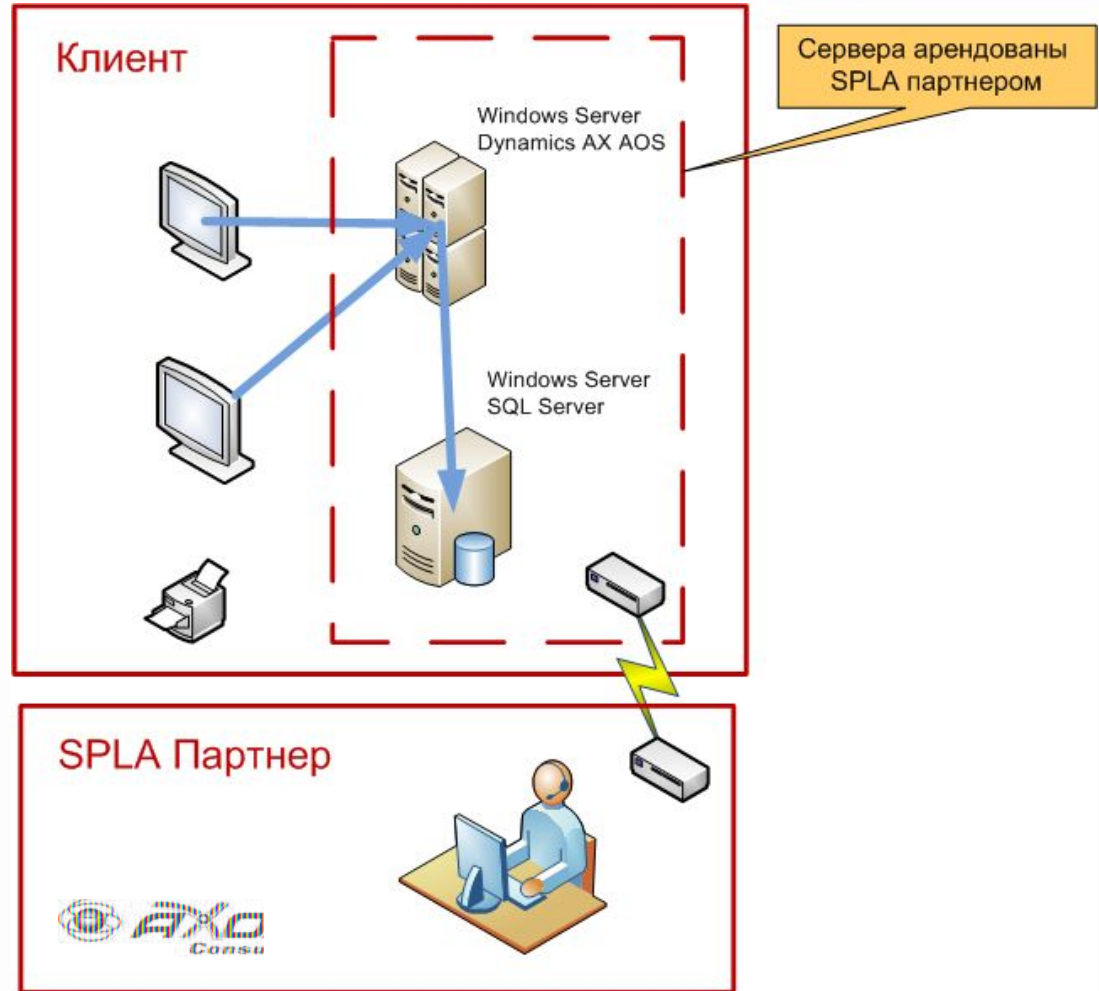 Клиент
Сервера арендованы
SPLA партнером
Windows Server
Dynamics AX AOS
Windows Server
SQL Server
SPLA Партнер
Consu